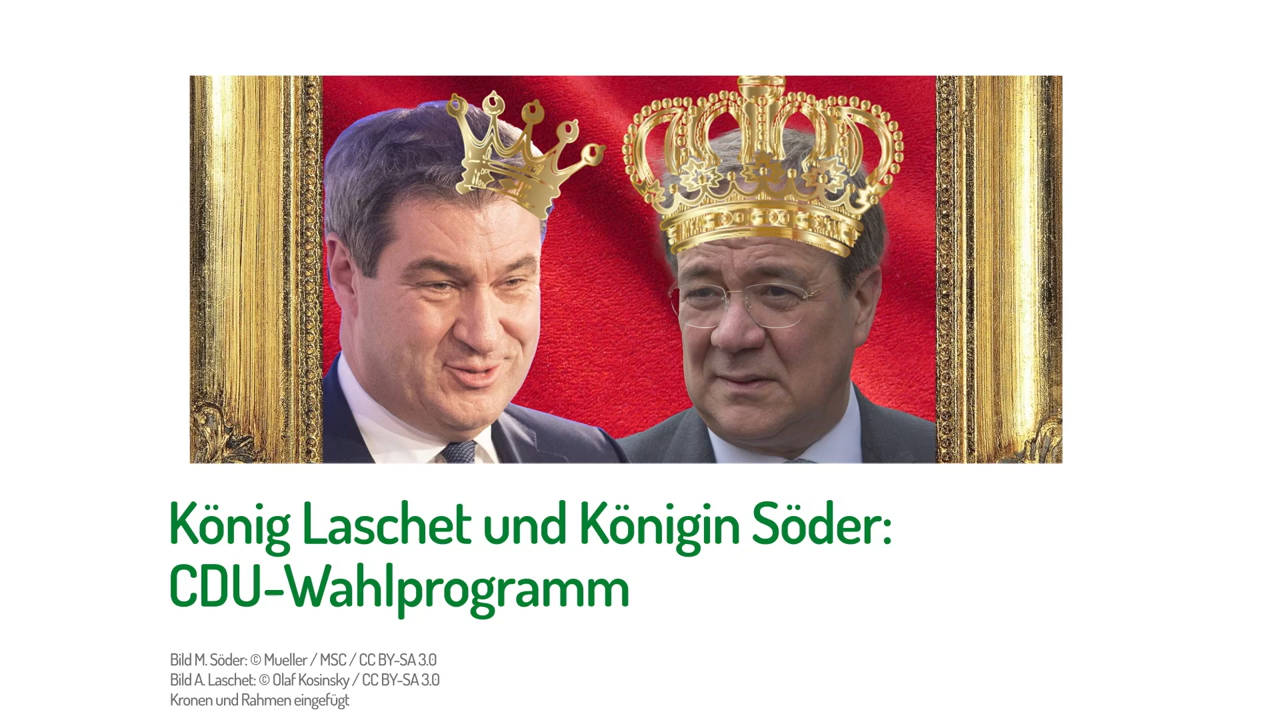 König Laschet und Königin Söder:
CDU-Wahlprogramm
Bild M. Söder: © Mueller / MSC / CC BY-SA 3.0
Bild A. Laschet: © Olaf Kosinsky / CC BY-SA 3.0
Kronen und Rahmen eingefügt